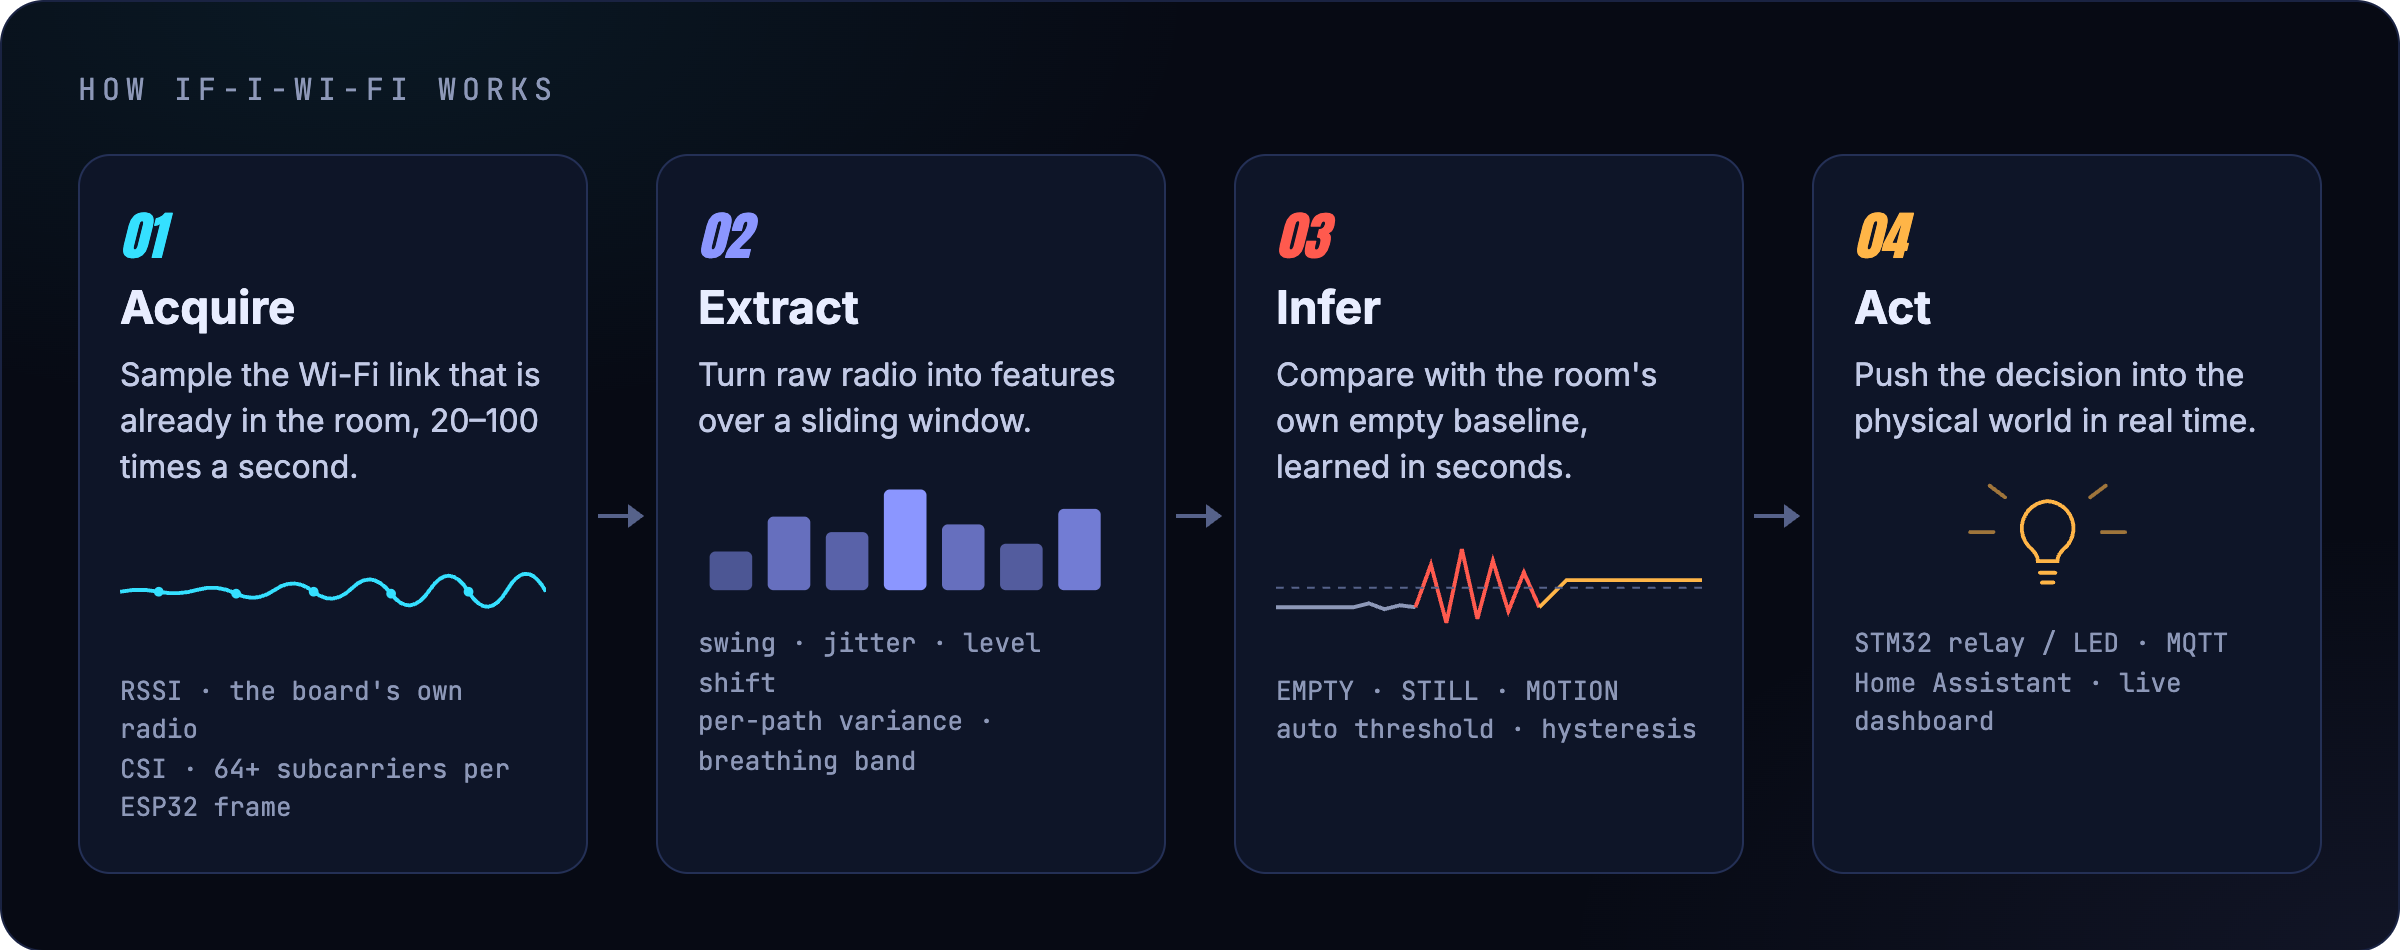 HOW IF-I-WI-FI WORKS
01
Acquire
Sample the Wi-Fi link that is
already in the room, 20–100
times a second.
RSSI · the board's own
radio
CSI · 64+ subcarriers per
ESP32 frame
02
Extract
Turn raw radio into features
over a sliding window.
swing · jitter · level
shift
per-path variance ·
breathing band
03
Infer
Compare with the room's
own empty baseline,
learned in seconds.
EMPTY · STILL · MOTION
auto threshold · hysteresis
04
Act
Push the decision into the
physical world in real time.
STM32 relay / LED · MQTT
Home Assistant · live
dashboard